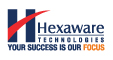 Hexaware
TECHNOLOGIES
YOUR SUCCESS IS OUR FOCUS